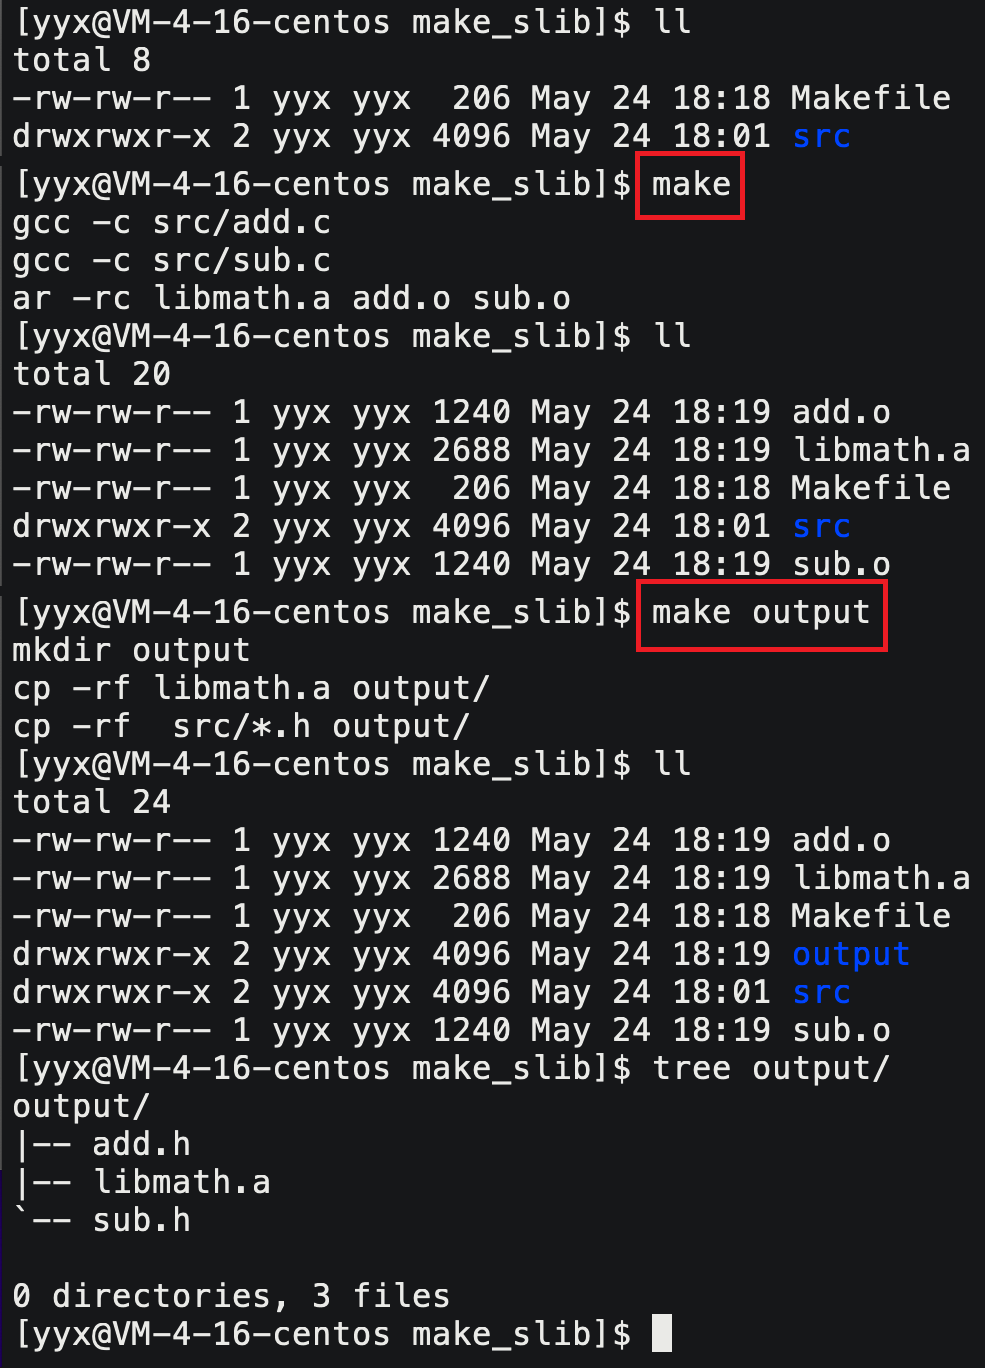 [yyx@VM-4-16-centos make_slib]$ ll
total 8
-rw-rw-r-- 1 yyx yyx  206 May 24 18:18 Makefile
drwxrwxr-x 2 yyx yyx 4096 May 24 18:01 src
[yyx@VM-4-16-centos make_slib]$ make
gcc -c src/add.c
gcc -c src/sub.c
ar -rc libmath.a add.o sub.o
[yyx@VM-4-16-centos make_slib]$ ll
total 20
-rw-rw-r-- 1 yyx yyx 1240 May 24 18:19 add.o
-rw-rw-r-- 1 yyx yyx 2688 May 24 18:19 libmath.a
-rw-rw-r-- 1 yyx yyx  206 May 24 18:18 Makefile
drwxrwxr-x 2 yyx yyx 4096 May 24 18:01 src
-rw-rw-r-- 1 yyx yyx 1240 May 24 18:19 sub.o
[yyx@VM-4-16-centos make_slib]$ make output
mkdir output
cp -rf libmath.a output/
cp -rf  src/*.h output/
[yyx@VM-4-16-centos make_slib]$ ll
total 24
-rw-rw-r-- 1 yyx yyx 1240 May 24 18:19 add.o
-rw-rw-r-- 1 yyx yyx 2688 May 24 18:19 libmath.a
-rw-rw-r-- 1 yyx yyx  206 May 24 18:18 Makefile
drwxrwxr-x 2 yyx yyx 4096 May 24 18:19 output
drwxrwxr-x 2 yyx yyx 4096 May 24 18:01 src
-rw-rw-r-- 1 yyx yyx 1240 May 24 18:19 sub.o
[yyx@VM-4-16-centos make_slib]$ tree output/
output/
|-- add.h
|-- libmath.a
`-- sub.h
0 directories, 3 files
[yyx@VM-4-16-centos make_slib]$